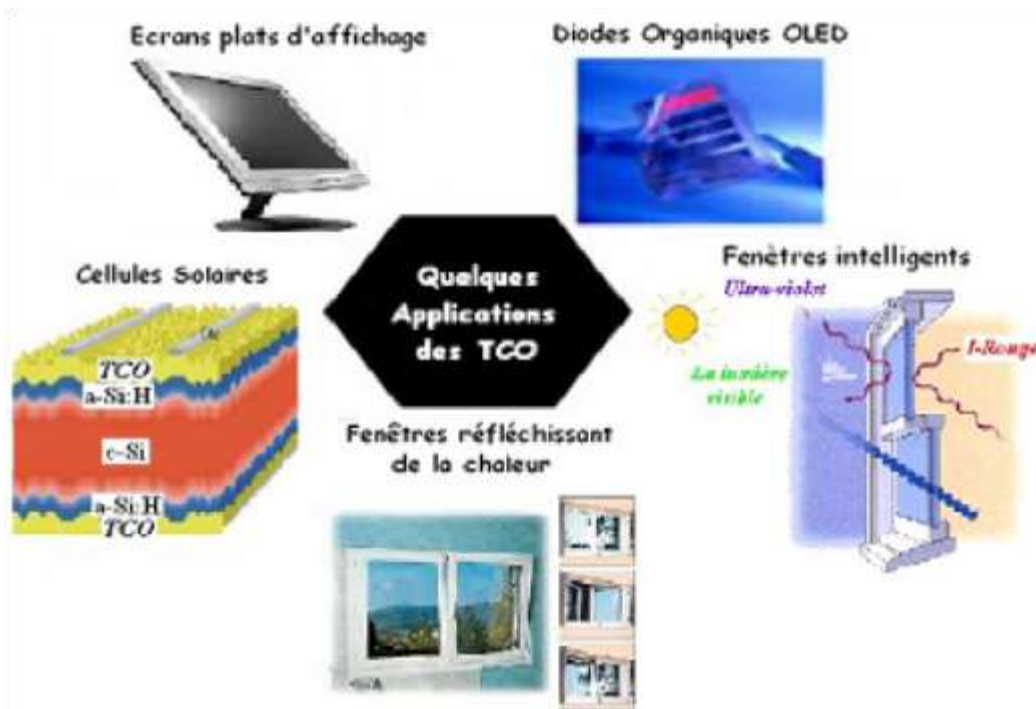 Ecrans plats d'affichage
Diodes Organiques OLED
Cellules Solaires
Quelques
Applications
des TCO
Fenètres intelligents
Ultra-violet
I-Rouge
La lumière
visible
TCO
a-Si:H
c-Si
a-Si:H
TCO
Fenêtres réfléchissant
de la chaleur